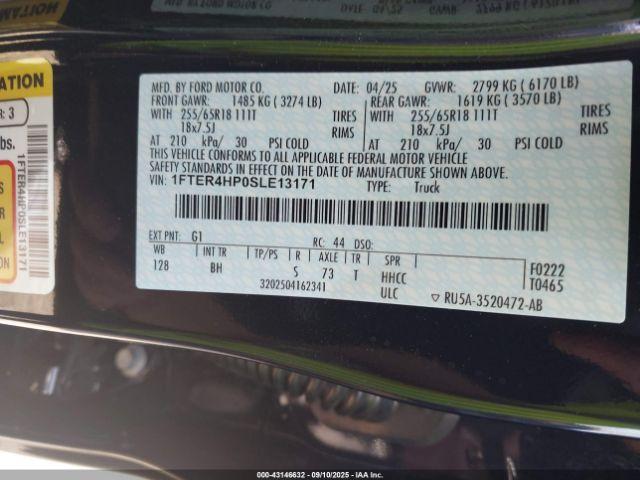 MFD. BY FORD MOTOR CO. 04/25 GVWR: 2799 KG ( 6170 LB)
FRONT GAWR: 1485 KG ( 3274 LB) REAR GAWR: 1619 KG ( 3570 LB)
WITH 255/65R18 111T TIRES WITH 255/65R18 111T TIRES
18x7.5J RIMS 18x7.5J RIMS
AT 210 kPa/ 30 PSI COLD AT 210 kPa/ 30 PSI COLD
THIS VEHICLE CONFORMS TO ALL APPLICABLE FEDERAL MOTOR VEHICLE
SAFETY STANDARDS IN EFFECT ON THE DATE OF MANUFACTURE SHOWN ABOVE.
VIN: 1FTER4HP0SLE13171 TYPE: Truck
EXT PNT: G1 RC: 44 DSO:
WB INT TR TP/PS R AXLE TR SPR F0222
128 BH S 73 T HHCC T0465
3202504162341 ULC RU5A-3520472-AB
R: 3
lbs.
1FTER4HP0SLE13171
00-43146632 - 09/10/2025 - IAA Inc.